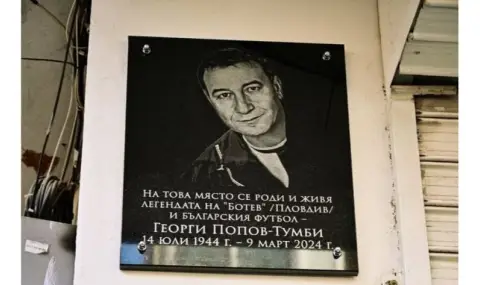 На това място се роди и живя
легендата на "Ботев" /Пловдив/
и българския футбол –
Георги Попов-Тумби
14 юли 1944 г. – 9 март 2024 г.